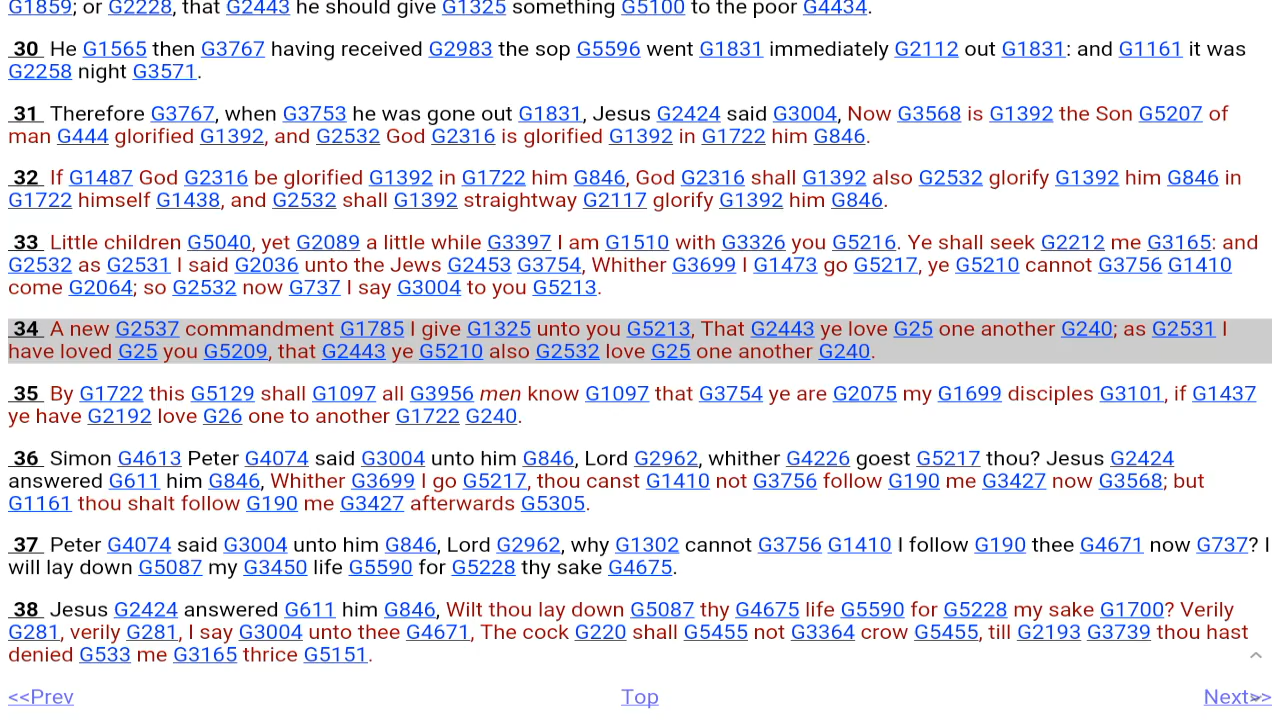 G1859; or G2228, that G2443 he should give G1325 something G5100 to the poor G4434.
30 He G1565 then G3767 having received G2983 the sop G5596 went G1831 immediately G2112 out G1831: and G1161 it was
G2258 night G3571.
31 Therefore G3767, when G3753 he was gone out G1831, Jesus G2424 said G3004, Now G3568 is G1392 the Son G5207 of
man G444 glorified G1392, and G2532 God G2316 is glorified G1392 in G1722 him G846.
32 If G1487 God G2316 be glorified G1392 in G1722 him G846, God G2316 shall G1392 also G2532 glorify G1392 him G846 in
G1722 himself G1438, and G2532 shall G1392 straightway G2117 glorify G1392 him G846.
33 Little children G5040, yet G2089 a little while G3397 I am G1510 with G3326 you G5216. Ye shall seek G2212 me G3165: and
G2532 as G2531 I said G2036 unto the Jews G2453 G3754, Whither G3699 I G1473 go G5217, ye G5210 cannot G3756 G1410
come G2064; so G2532 now G737 I say G3004 to you G5213.
34 A new G2537 commandment G1785 I give G1325 unto you G5213, That G2443 ye love G25 one another G240; as G2531 I
have loved G25 you G5209, that G2443 ye G5210 also G2532 love G25 one another G240.
35 By G1722 this G5129 shall G1097 all G3956 men know G1097 that G3754 ye are G2075 my G1699 disciples G3101, if G1437
ye have G2192 love G26 one to another G1722 G240.
36 Simon G4613 Peter G4074 said G3004 unto him G846, Lord G2962, whither G4226 goest G5217 thou? Jesus G2424
answered G611 him G846, Whither G3699 I go G5217, thou canst G1410 not G3756 follow G190 me G3427 now G3568; but
G1161 thou shalt follow G190 me G3427 afterwards G5305.
37 Peter G4074 said G3004 unto him G846, Lord G2962, why G1302 cannot G3756 G1410 I follow G190 thee G4671 now G737? I
will lay down G5087 my G3450 life G5590 for G5228 thy sake G4675.
38 Jesus G2424 answered G611 him G846, Wilt thou lay down G5087 thy G4675 life G5590 for G5228 my sake G1700? Verily
G281, verily G281, I say G3004 unto thee G4671, The cock G220 shall G5455 not G3364 crow G5455, till G2193 G3739 thou hast
denied G533 me G3165 thrice G5151.
<<Prev Top Next>>